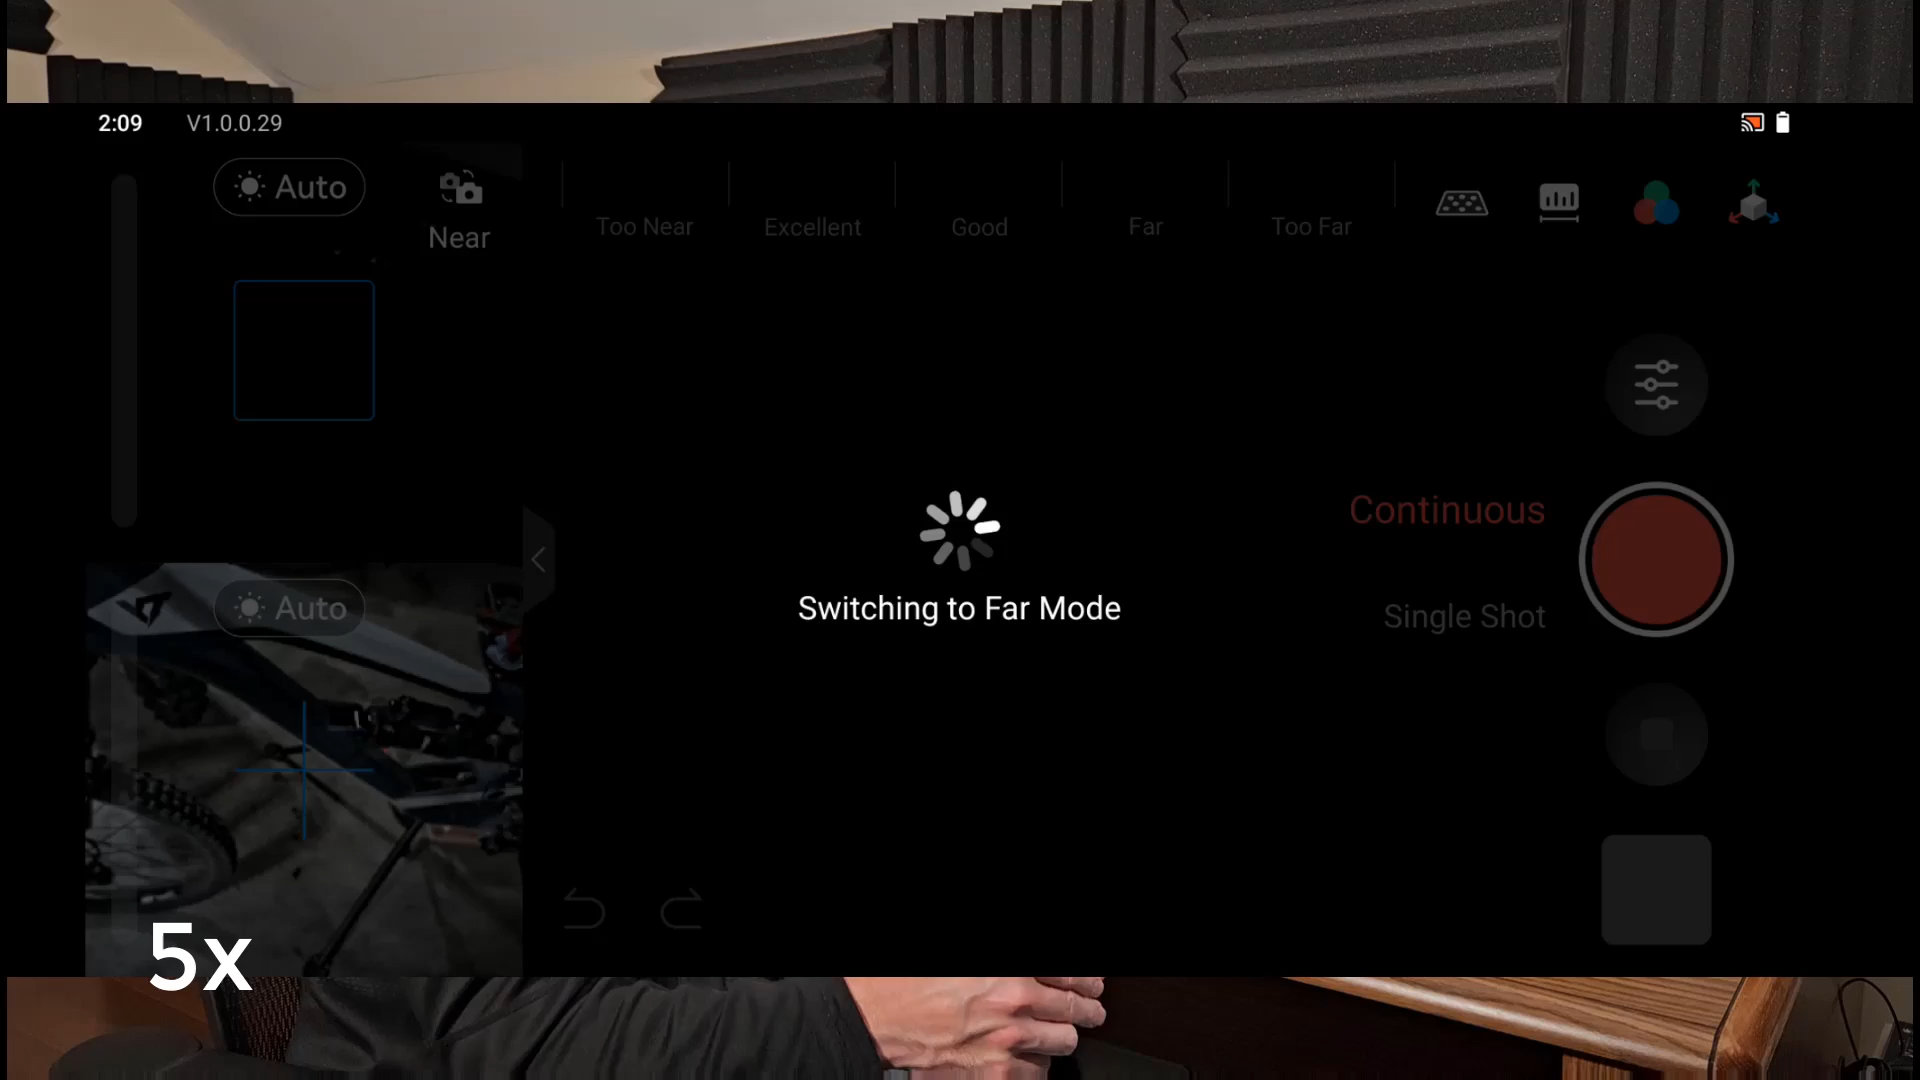 2:09 V1.0.0.29
Auto
Near
Too Near Excellent Good Far Too Far
Continuous
Switching to Far Mode
Auto
Single Shot
5x